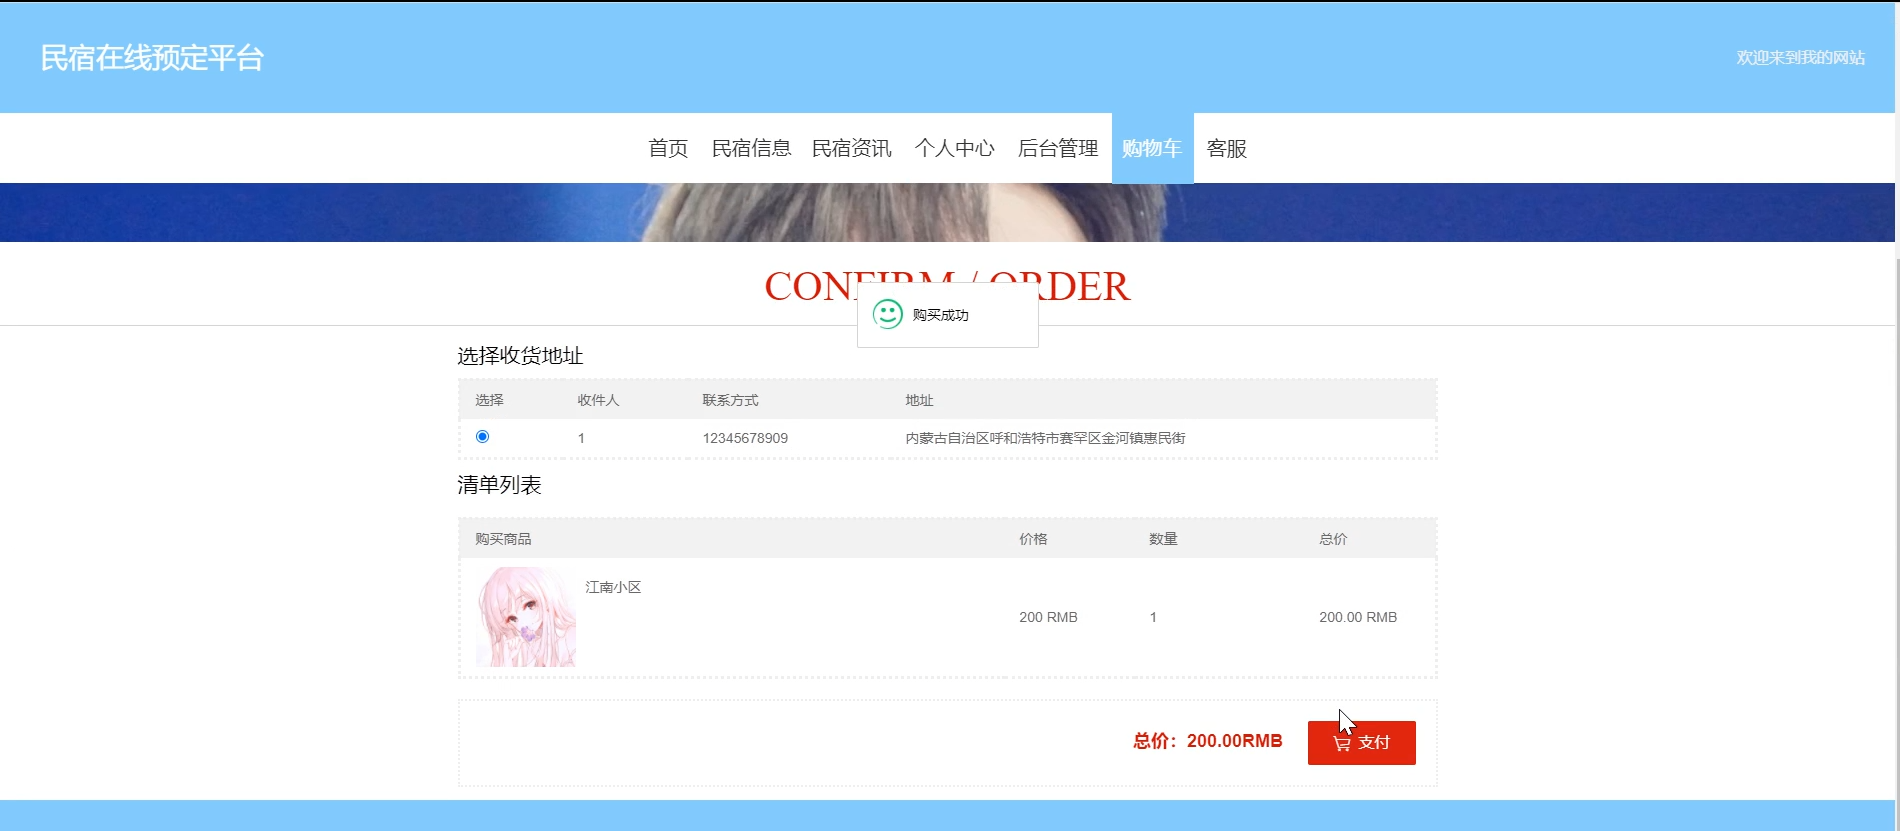 民宿在线预定平台
欢迎来到我的网站
首页 民宿信息 民宿资讯 个人中心 后台管理 购物车 客服
CONFIRM / ORDER
购买成功
选择收货地址
选择 收件人 联系方式 地址
1 12345678909 内蒙古自治区呼和浩特市赛罕区金河镇惠民街
清单列表
购买商品 价格 数量 总价
江南小区
200 RMB 1 200.00 RMB
总价：200.00RMB 支付